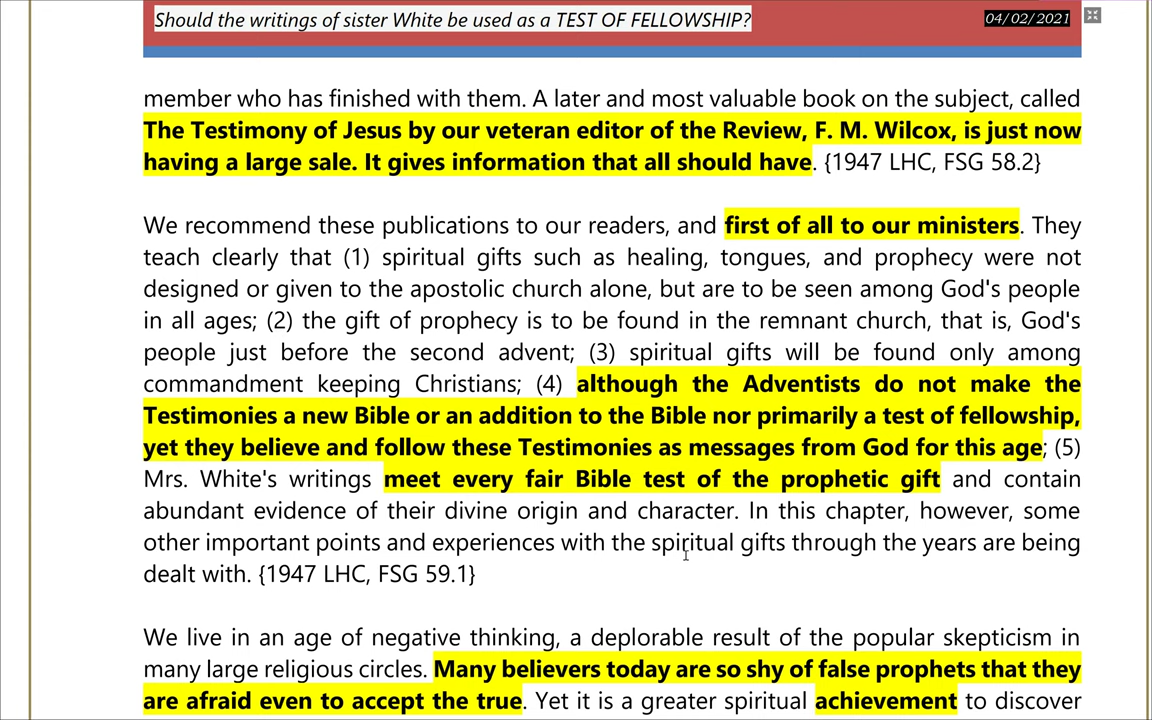 Should the writings of sister White be used as a TEST OF FELLOWSHIP?
04/02/2021
member who has finished with them. A later and most valuable book on the subject, called
The Testimony of Jesus by our veteran editor of the Review, F. M. Wilcox, is just now
having a large sale. It gives information that all should have. {1947 LHC, FSG 58.2}
We recommend these publications to our readers, and first of all to our ministers. They
teach clearly that (1) spiritual gifts such as healing, tongues, and prophecy were not
designed or given to the apostolic church alone, but are to be seen among God's people
in all ages; (2) the gift of prophecy is to be found in the remnant church, that is, God's
people just before the second advent; (3) spiritual gifts will be found only among
commandment keeping Christians; (4) although the Adventists do not make the
Testimonies a new Bible or an addition to the Bible nor primarily a test of fellowship,
yet they believe and follow these Testimonies as messages from God for this age; (5)
Mrs. White's writings meet every fair Bible test of the prophetic gift and contain
abundant evidence of their divine origin and character. In this chapter, however, some
other important points and experiences with the spiritual gifts through the years are being
dealt with. {1947 LHC, FSG 59.1}
We live in an age of negative thinking, a deplorable result of the popular skepticism in
many large religious circles. Many believers today are so shy of false prophets that they
are afraid even to accept the true. Yet it is a greater spiritual achievement to discover